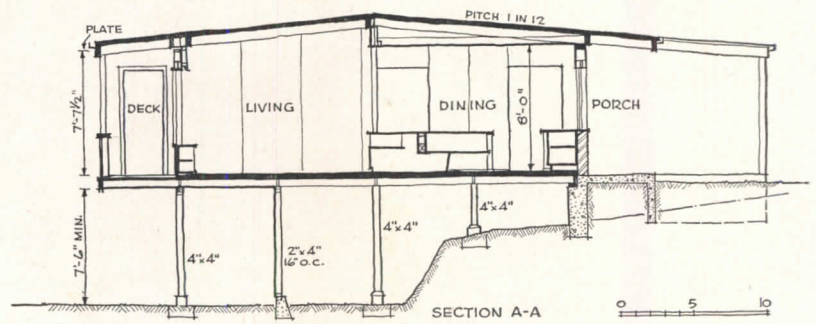 PITCH 1 IN 12
PLATE
7'-7½"
DECK
LIVING
DINING
8'-0"
PORCH
7'-6" MIN.
4"x4"
2"x4"
16" O.C.
4"x4"
4"x4"
SECTION A-A
0 5 10